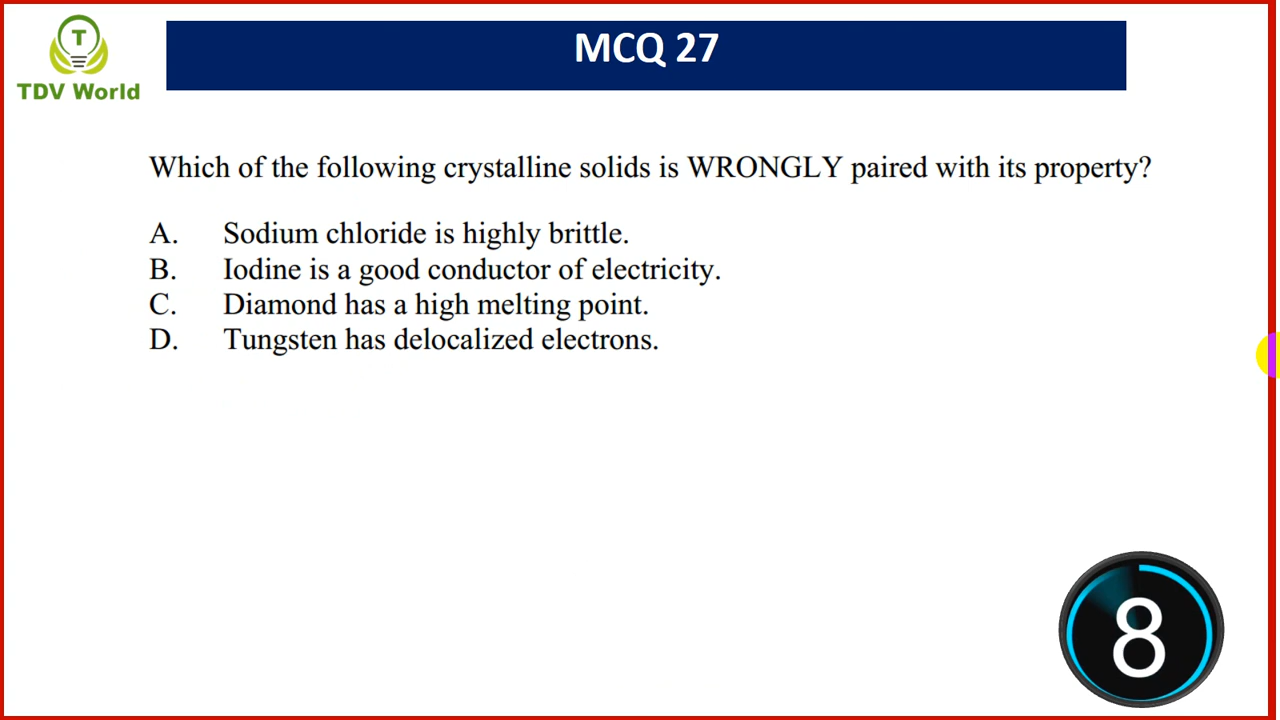 T
TDV World
MCQ 27
Which of the following crystalline solids is WRONGLY paired with its property?
A. Sodium chloride is highly brittle.
B. Iodine is a good conductor of electricity.
C. Diamond has a high melting point.
D. Tungsten has delocalized electrons.
8